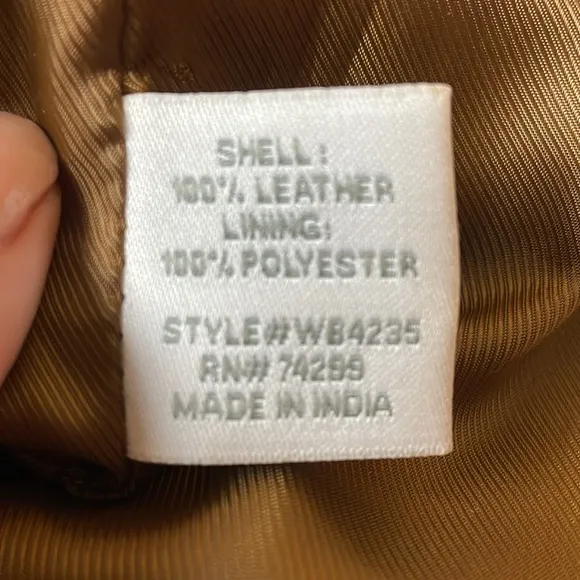 SHELL:
100% LEATHER
LINING:
100% POLYESTER
STYLE# WB4235
RN# 74299
MADE IN INDIA